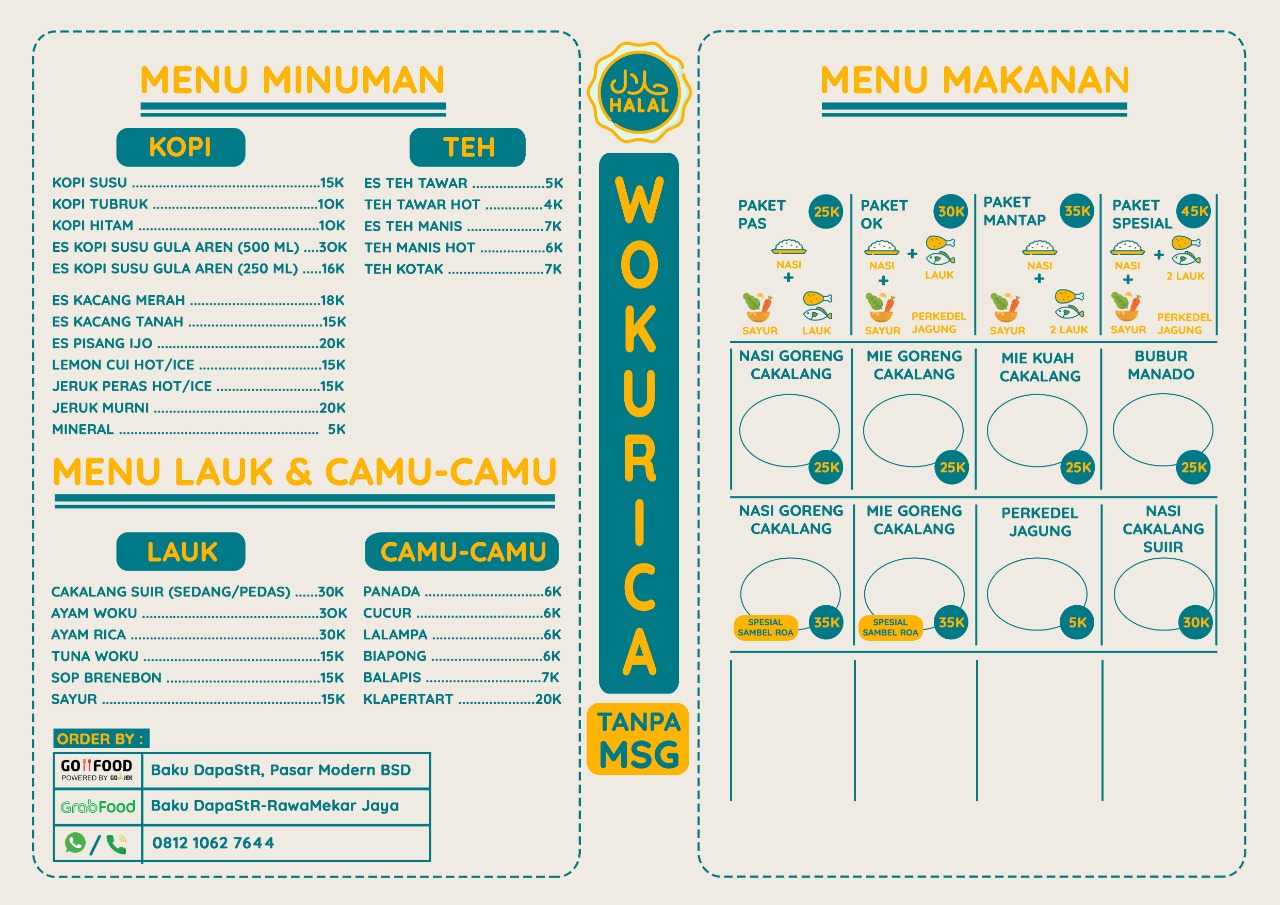 MENU MINUMAN
KOPI
KOPI SUSU ........................................15K
KOPI TUBRUK ....................................10K
KOPI HITAM .......................................10K
ES KOPI SUSU GULA AREN (500 ML) ....30K
ES KOPI SUSU GULA AREN (250 ML) .....16K
ES KACANG MERAH ............................18K
ES KACANG TANAH ..............................15K
ES PISANG IJO .....................................20K
LEMON CUI HOT/ICE ...........................15K
JERUK PERAS HOT/ICE .......................15K
JERUK MURNI ....................................20K
MINERAL ........................................... 5K
TEH
ES TEH TAWAR ................5K
TEH TAWAR HOT .............4K
ES TEH MANIS ..................7K
TEH MANIS HOT ...............6K
TEH KOTAK .....................7K
MENU LAUK & CAMU-CAMU
LAUK
CAKALANG SUIR (SEDANG/PEDAS) ......30K
AYAM WOKU .......................................30K
AYAM RICA .........................................30K
TUNA WOKU .......................................15K
SOP BRENEBON .................................15K
SAYUR ...............................................15K
CAMU-CAMU
PANADA ...........................6K
CUCUR ............................6K
LALAMPA .........................6K
BIAPONG ........................6K
BALAPIS .........................7K
KLAPERTART .................20K
ORDER BY :
GO FOOD
POWERED BY GOJEK
Baku DapaStR, Pasar Modern BSD
GrabFood
Baku DapaStR-RawaMekar Jaya
/
0812 1062 7644
حلال
HALAL
WOKURICA
TANPA
MSG
MENU MAKANAN
PAKET
PAS
25K
NASI
+
SAYUR
LAUK
PAKET
OK
30K
NASI
+
LAUK
+
SAYUR
PERKEDEL
JAGUNG
PAKET
MANTAP
35K
NASI
+
SAYUR
2 LAUK
PAKET
SPESIAL
45K
NASI
+
2 LAUK
+
SAYUR
PERKEDEL
JAGUNG
NASI GORENG
CAKALANG
25K
MIE GORENG
CAKALANG
25K
MIE KUAH
CAKALANG
25K
BUBUR
MANADO
25K
NASI GORENG
CAKALANG
SPESIAL
SAMBEL ROA
35K
MIE GORENG
CAKALANG
SPESIAL
SAMBEL ROA
35K
PERKEDEL
JAGUNG
5K
NASI
CAKALANG
SUIIR
30K